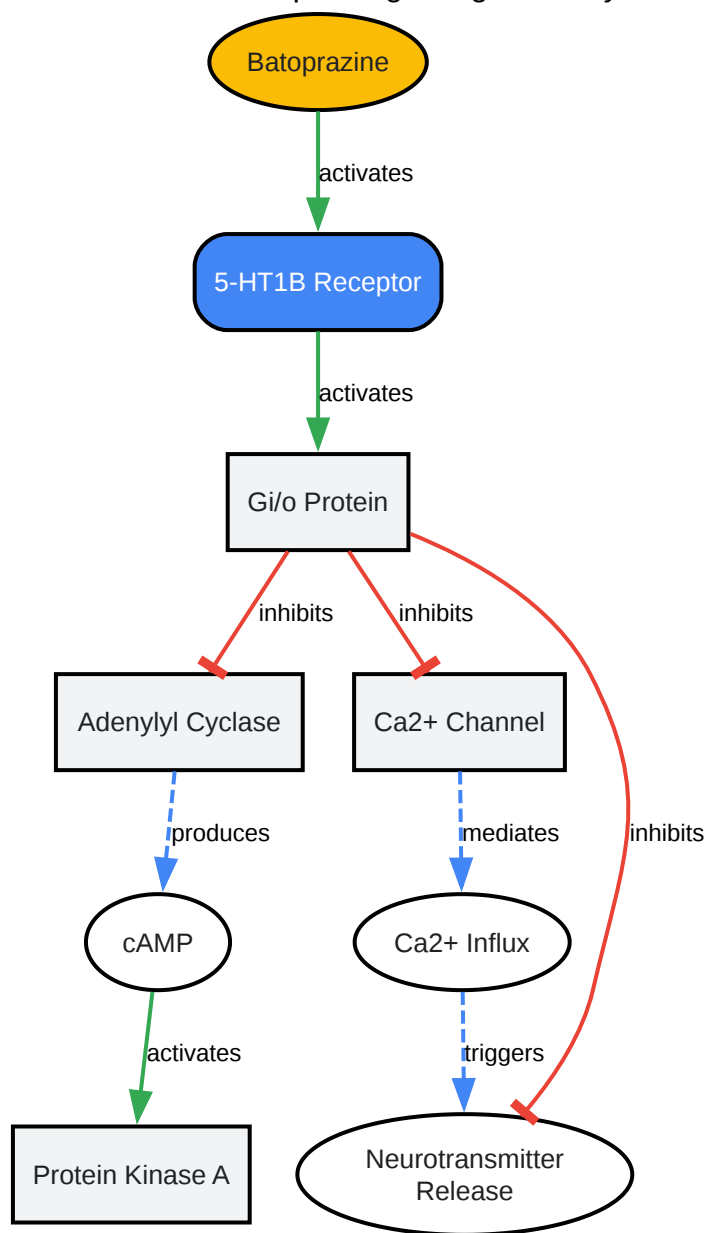 Batoprazine
activates
5-HT1B Receptor
activates
Gi/o Protein
inhibits
inhibits
Adenylyl Cyclase
Ca2+ Channel
produces
mediates
inhibits
cAMP
Ca2+ Influx
activates
triggers
Protein Kinase A
Neurotransmitter
Release